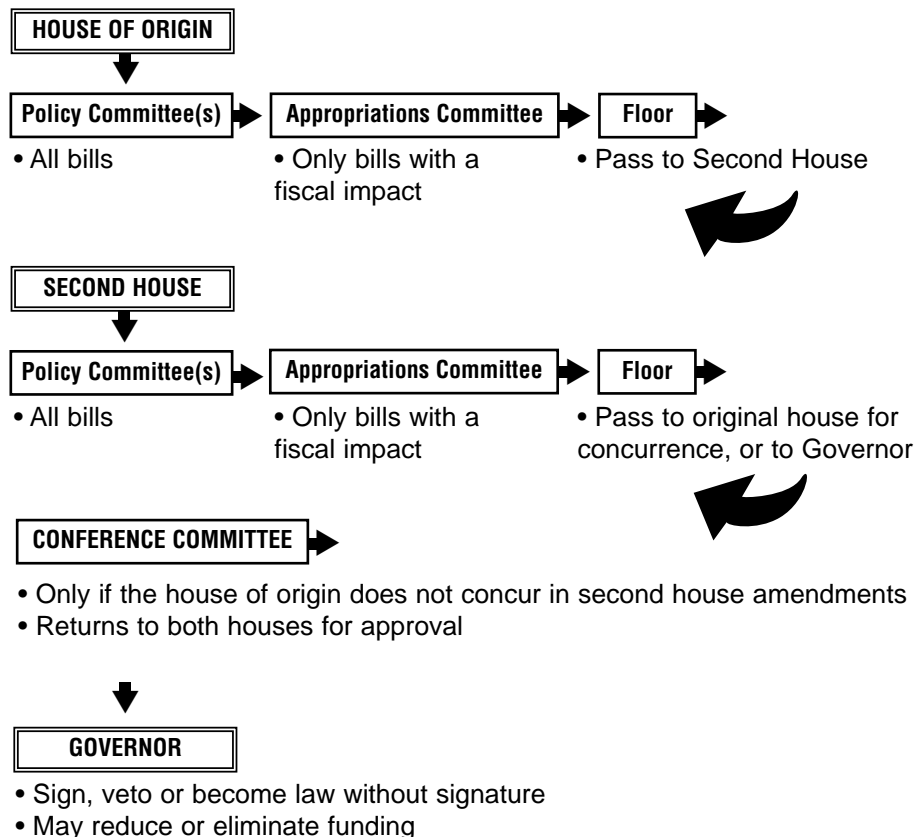 HOUSE OF ORIGIN
Policy Committee(s)
Appropriations Committee
Floor
• All bills
• Only bills with a
fiscal impact
• Pass to Second House
SECOND HOUSE
Policy Committee(s)
Appropriations Committee
Floor
• All bills
• Only bills with a
fiscal impact
• Pass to original house for
concurrence, or to Governor
CONFERENCE COMMITTEE
• Only if the house of origin does not concur in second house amendments
• Returns to both houses for approval
GOVERNOR
• Sign, veto or become law without signature
• May reduce or eliminate funding